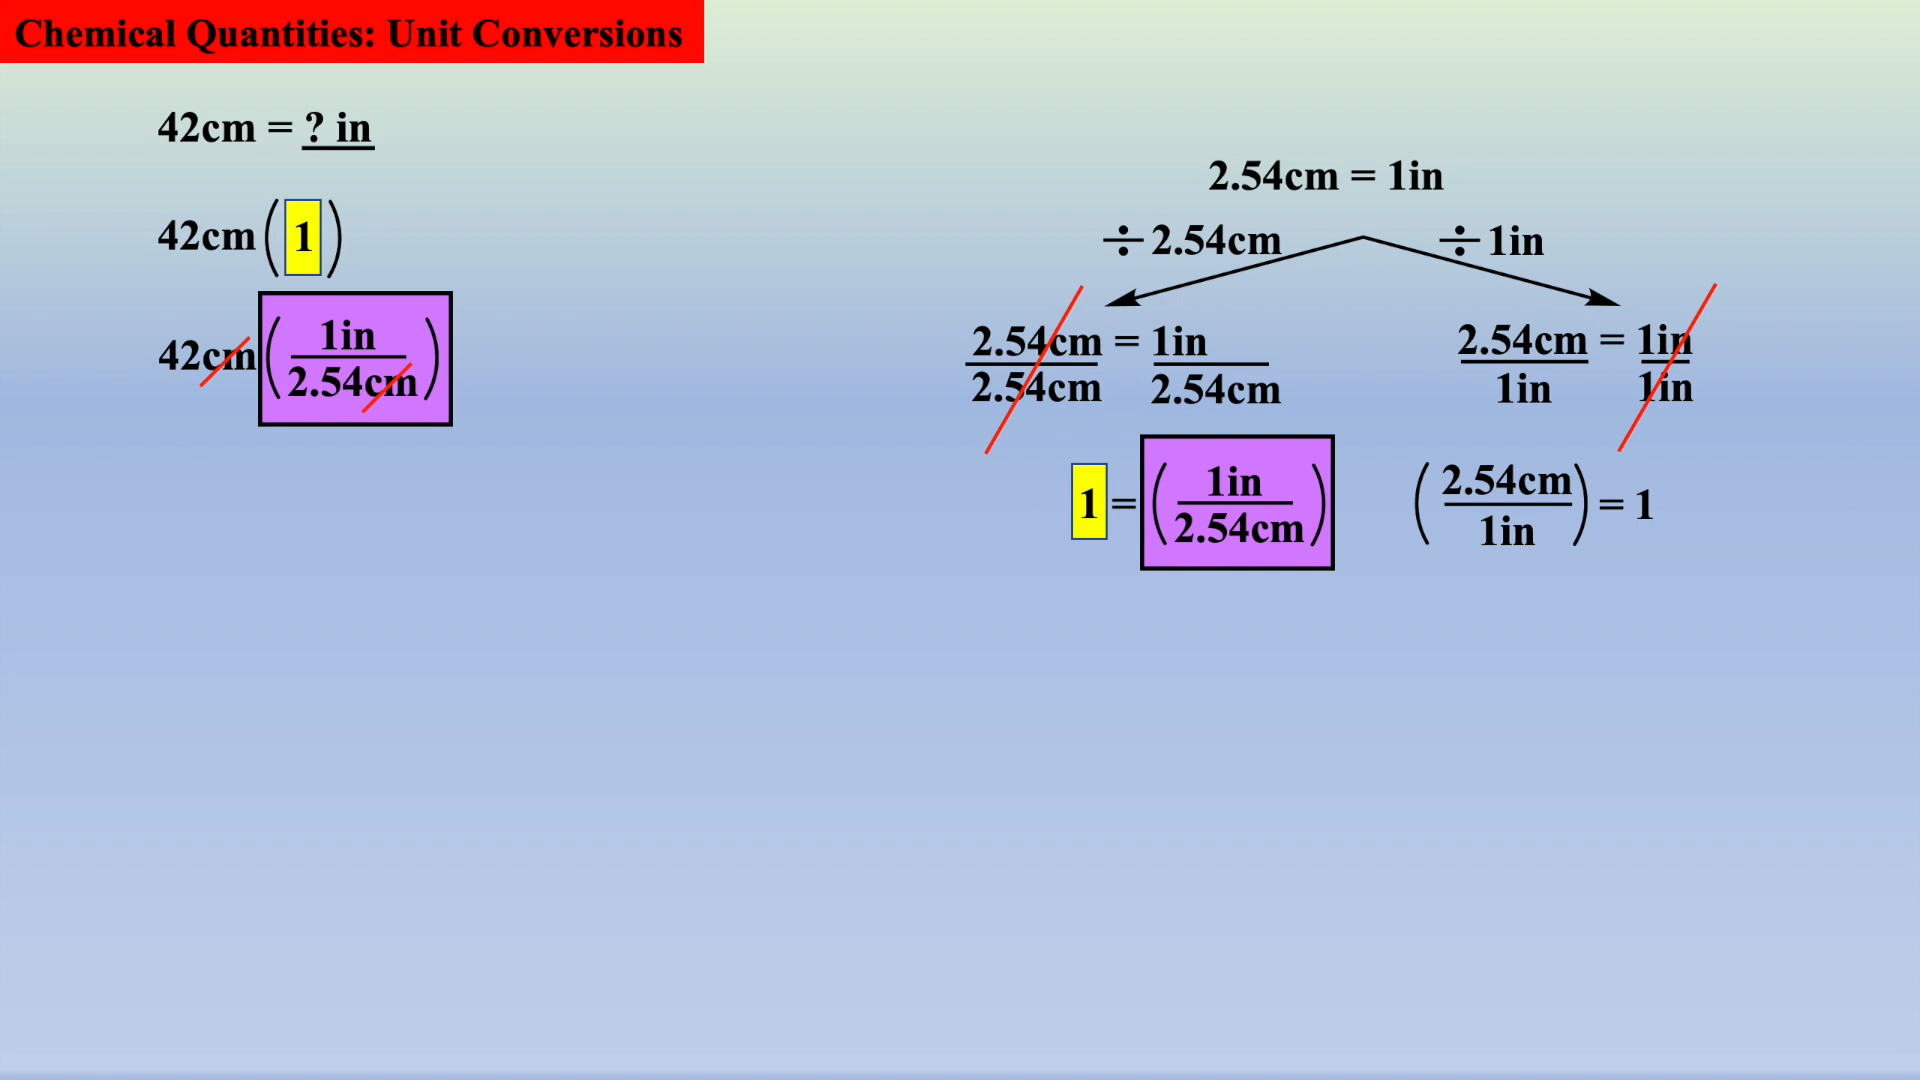 Chemical Quantities: Unit Conversions
42cm = ? in
42cm(1)
42cm(1in
2.54cm)
2.54cm = 1in
÷2.54cm
÷1in
2.54cm = 1in
2.54cm 2.54cm
2.54cm = 1in
1in 1in
1 = (1in
2.54cm)
(2.54cm
1in) = 1